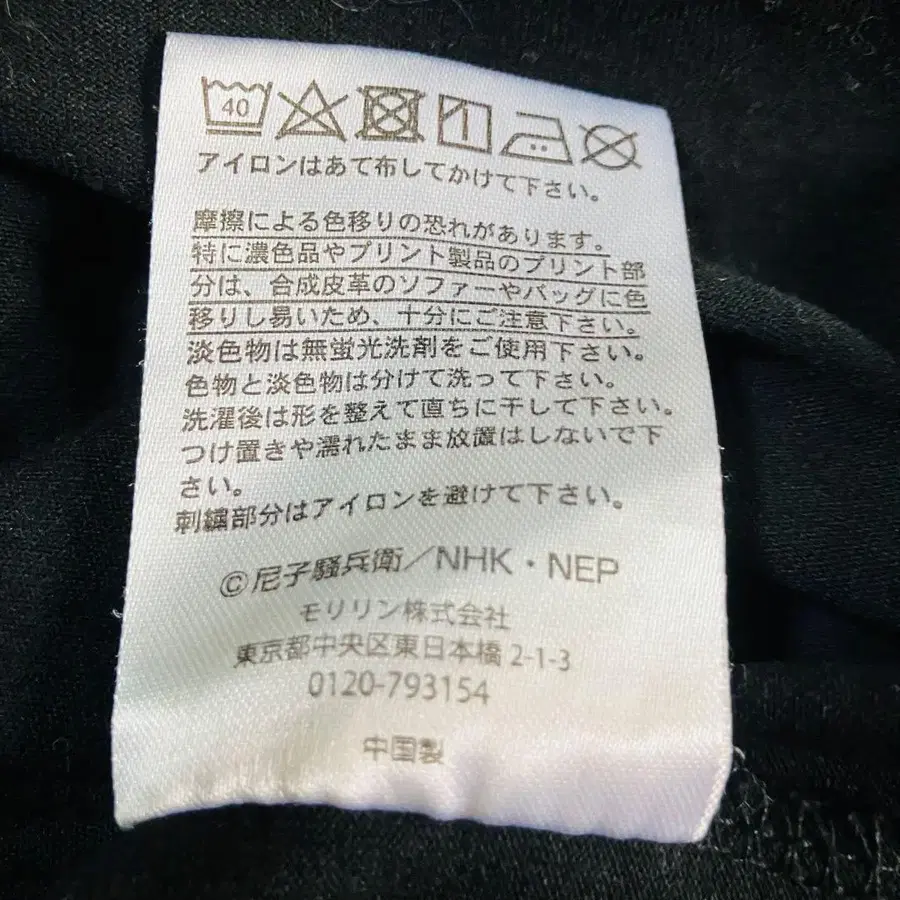 40
アイロンはあて布してかけて下さい。
摩擦による色移りの恐れがあります。
特に濃色品やプリント製品のプリント部
分は、合成皮革のソファーやバッグに色
移りし易いため、十分にご注意下さい。
淡色物は無蛍光洗剤をご使用下さい。
色物と淡色物は分けて洗って下さい。
洗濯後は形を整えて直ちに干して下さい。
つけ置きや濡れたまま放置はしないで下
さい。
刺繍部分はアイロンを避けて下さい。
©尼子騒兵衛/NHK・NEP
モリリン株式会社
東京都中央区東日本橋 2-1-3
0120-793154
中国製